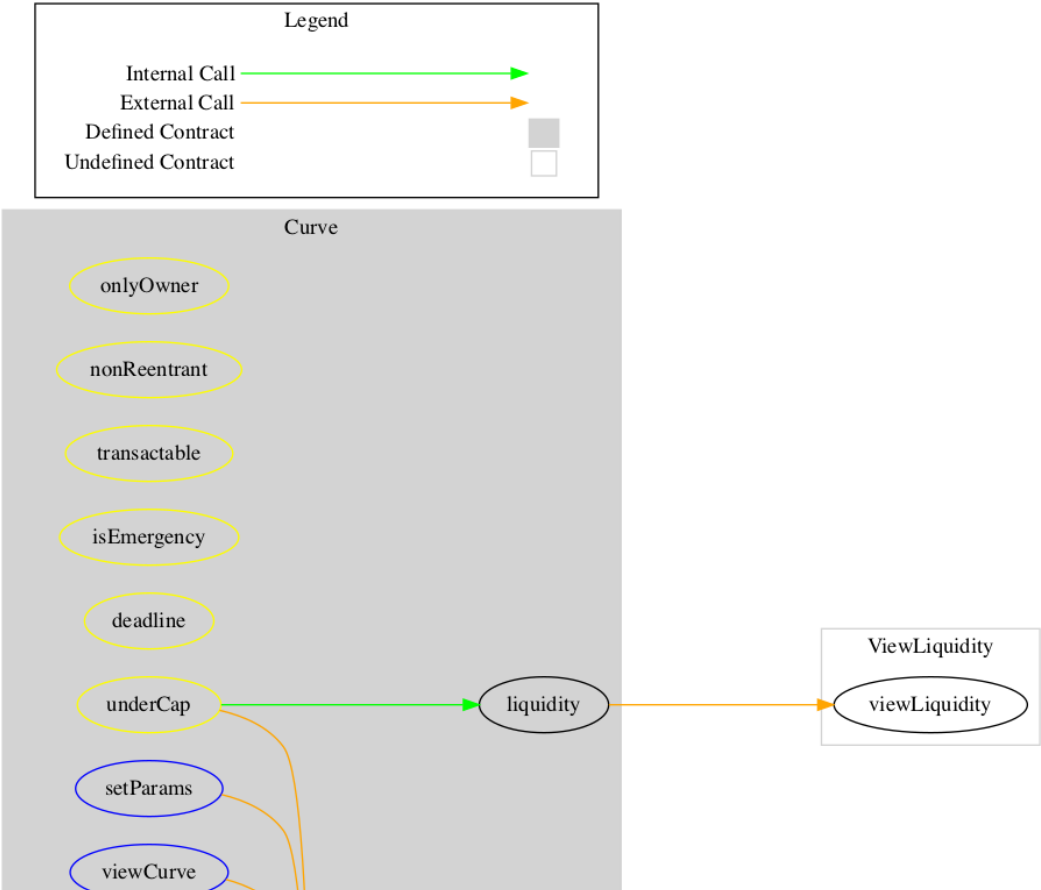 Legend
Internal Call
External Call
Defined Contract
Undefined Contract
Curve
onlyOwner
nonReentrant
transactable
isEmergency
deadline
ViewLiquidity
underCap
liquidity
viewLiquidity
setParams
viewCurve